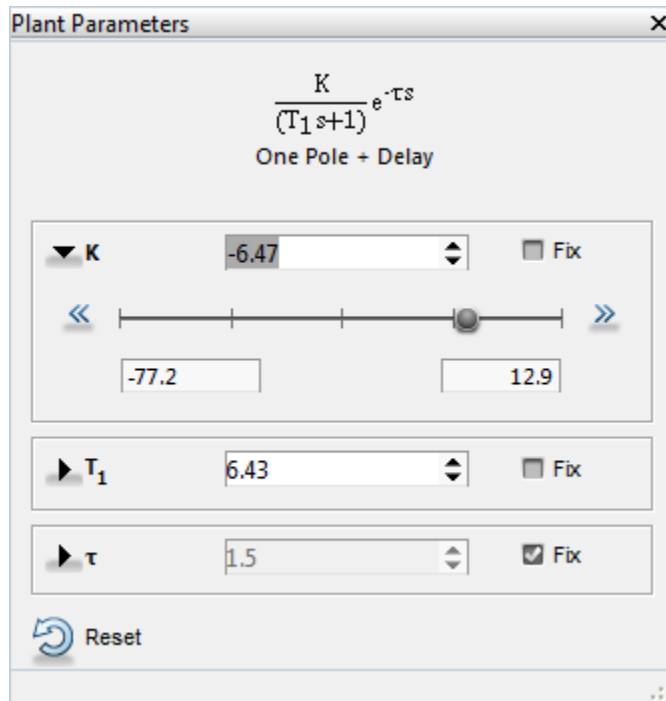 Plant Parameters
K
(T₁s+1) e^-τs
One Pole + Delay
K -6.47 Fix
-77.2 12.9
T₁ 6.43 Fix
τ 1.5 Fix
Reset